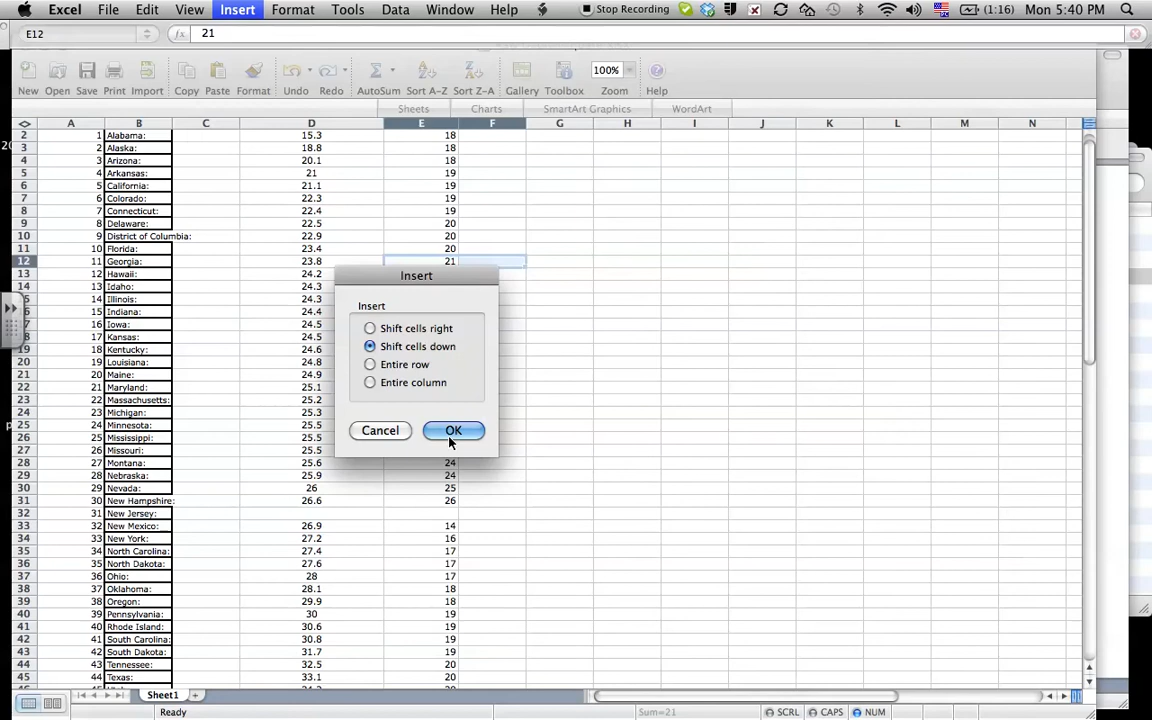 Excel File Edit View Insert Format Tools Data Window Help Stop Recording (1:16) Mon 5:40 PM
E12 fx 21
New Open Save Print Import Copy Paste Format Undo Redo AutoSum Sort A-Z Sort Z-A Gallery Toolbox 100% Zoom Help
Sheets Charts SmartArt Graphics WordArt
A B C D E F G H I J K L M N
2 1 Alabama: 15.3 18
3 2 Alaska: 18.8 18
4 3 Arizona: 20.1 18
5 4 Arkansas: 21 19
6 5 California: 21.1 19
7 6 Colorado: 22.3 19
8 7 Connecticut: 22.4 19
9 8 Delaware: 22.5 20
10 9 District of Columbia: 22.9 20
11 10 Florida: 23.4 20
12 11 Georgia: 23.8 21
13 12 Hawaii: 24.2
14 13 Idaho: 24.3
14 Illinois: 24.3
16 15 Indiana: 24.4
17 16 Iowa: 24.5
18 17 Kansas: 24.5
19 18 Kentucky: 24.6
20 19 Louisiana: 24.8
21 20 Maine: 24.9
22 21 Maryland: 25.1
23 22 Massachusetts: 25.2
24 23 Michigan: 25.3
25 24 Minnesota: 25.5
26 25 Mississippi: 25.5
27 26 Missouri: 25.5
28 27 Montana: 25.6 24
29 28 Nebraska: 25.9 24
30 29 Nevada: 26 25
31 30 New Hampshire: 26.6 26
32 31 New Jersey:
33 32 New Mexico: 26.9 14
34 33 New York: 27.2 16
35 34 North Carolina: 27.4 17
36 35 North Dakota: 27.6 17
37 36 Ohio: 28 17
38 37 Oklahoma: 28.1 18
39 38 Oregon: 29.9 18
40 39 Pennsylvania: 30 19
41 40 Rhode Island: 30.6 19
42 41 South Carolina: 30.8 19
43 42 South Dakota: 31.7 19
44 43 Tennessee: 32.5 20
45 44 Texas: 33.1 20
Insert
Insert
Shift cells right
Shift cells down
Entire row
Entire column
Cancel OK
Sheet1
Ready Sum=21 SCRL CAPS NUM